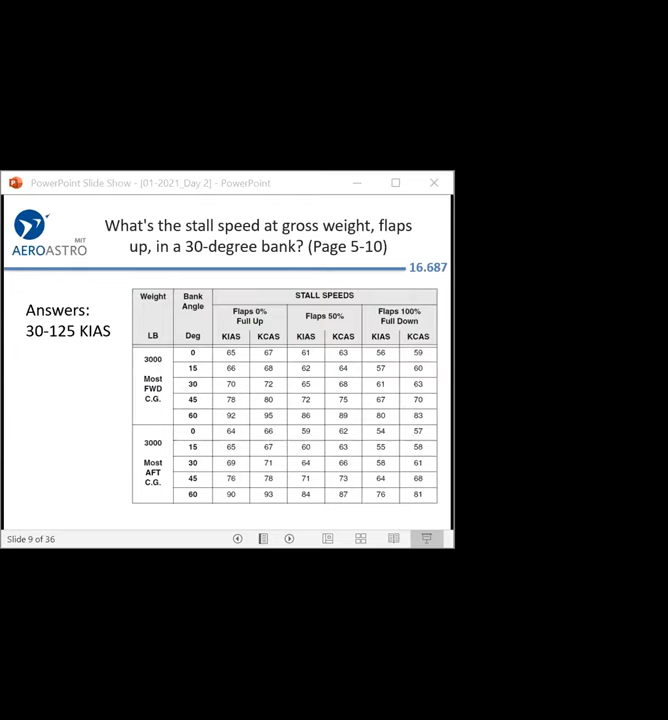 PowerPoint Slide Show - [01-2021_Day 2] - PowerPoint
MIT
AEROASTRO
What's the stall speed at gross weight, flaps
up, in a 30-degree bank? (Page 5-10)
16.687
Answers:
30-125 KIAS
Weight Bank Angle STALL SPEEDS
Flaps 0% Full Up Flaps 50% Flaps 100% Full Down
LB Deg KIAS KCAS KIAS KCAS KIAS KCAS
3000 Most FWD C.G.
0 65 67 61 63 56 59
15 66 68 62 64 57 60
30 70 72 65 68 61 63
45 78 80 72 75 67 70
60 92 95 86 89 80 83
3000 Most AFT C.G.
0 64 66 59 62 54 57
15 65 67 60 63 55 58
30 69 71 64 66 58 61
45 76 78 71 73 64 68
60 90 93 84 87 76 81
Slide 9 of 36